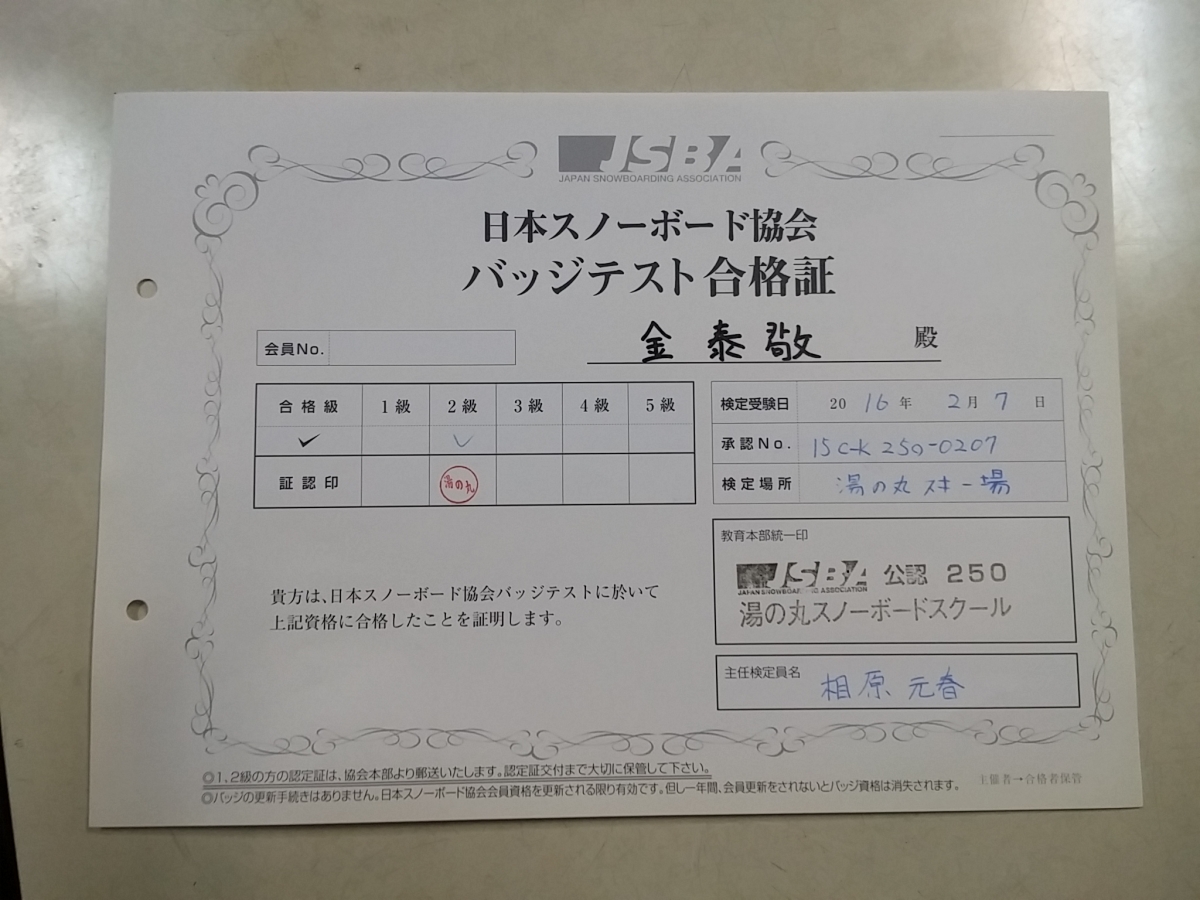 JSBA
JAPAN SNOWBOARDING ASSOCIATION
日本スノーボード協会
バッジテスト合格証
会員No.
金 泰敬 殿
合格級 1級 2級 3級 4級 5級
✓ ✓
証認印 湯の丸
検定受験日 2016年 2月 7日
承認No. 15C-K 250-0207
検定場所 湯の丸スキー場
教育本部統一印
JSBA 公認 250
JAPAN SNOWBOARDING ASSOCIATION
湯の丸スノーボードスクール
貴方は、日本スノーボード協会バッジテストに於いて
上記資格に合格したことを証明します。
主任検定員名 相原 元春
◎1、2級の方の認定証は、協会本部より郵送いたします。認定証交付まで大切に保管して下さい。
◎バッジの更新手続きはありません。日本スノーボード協会会員資格を更新される限り有効です。但し一年間、会員更新をされないとバッジ資格は消失されます。
主催者→合格者保管